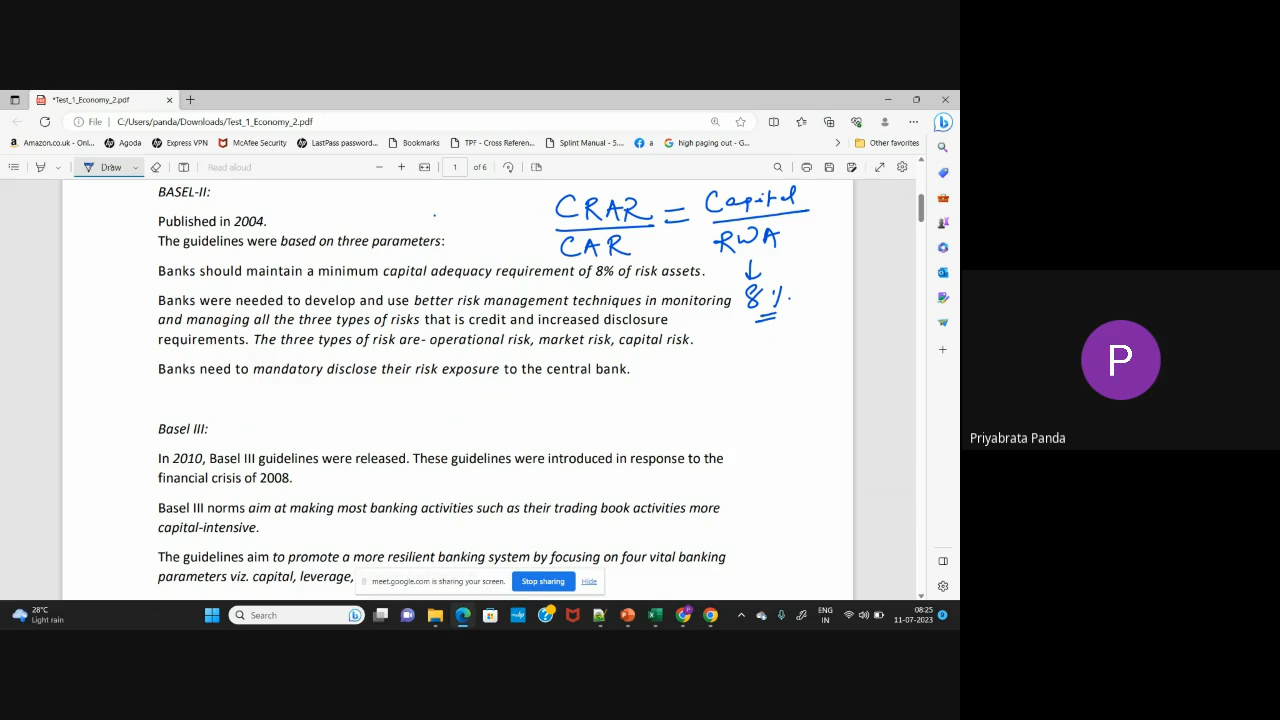 *Test_1_Economy_2.pdf
File C:/Users/panda/Downloads/Test_1_Economy_2.pdf
Amazon.co.uk - Onl... Agoda Express VPN McAfee Security LastPass password... Bookmarks TPF - Cross Referen... Splint Manual - 5.... a high paging out - G... Other favorites
Draw Read aloud 1 of 6
BASEL-II:
CRAR = Capital
CAR RWA
Published in 2004.
The guidelines were based on three parameters:
Banks should maintain a minimum capital adequacy requirement of 8% of risk assets.
8%
Banks were needed to develop and use better risk management techniques in monitoring
and managing all the three types of risks that is credit and increased disclosure
requirements. The three types of risk are- operational risk, market risk, capital risk.
Banks need to mandatory disclose their risk exposure to the central bank.
Basel III:
In 2010, Basel III guidelines were released. These guidelines were introduced in response to the
financial crisis of 2008.
Basel III norms aim at making most banking activities such as their trading book activities more
capital-intensive.
The guidelines aim to promote a more resilient banking system by focusing on four vital banking
parameters viz. capital, leverage,
meet.google.com is sharing your screen. Stop sharing Hide
P
Priyabrata Panda
28°C
Light rain
Search
ENG
IN
08:25
11-07-2023